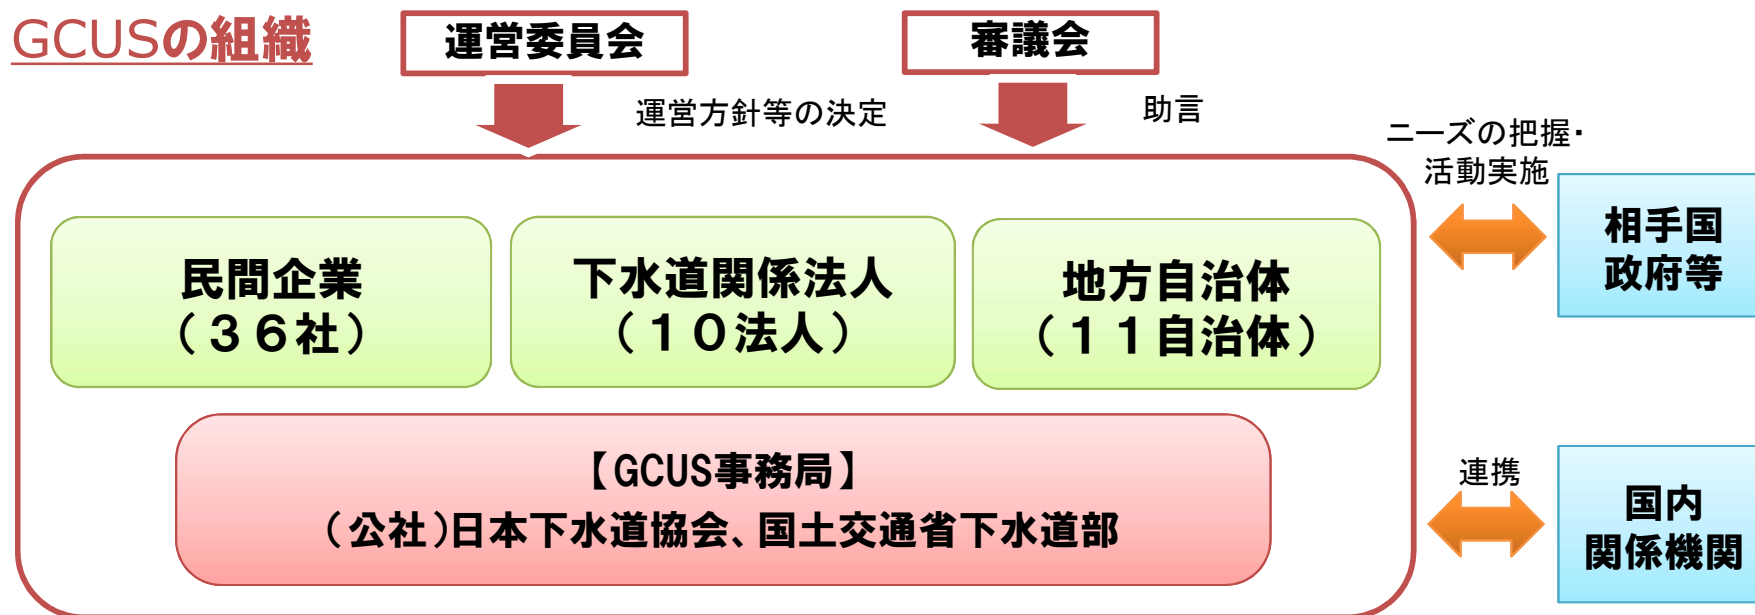 GCUSの組織
運営委員会
審議会
運営方針等の決定
助言
ニーズの把握・
活動実施
相手国
政府等
民間企業
（３６社）
下水道関係法人
（１０法人）
地方自治体
（１１自治体）
【GCUS事務局】
（公社）日本下水道協会、国土交通省下水道部
連携
国内
関係機関